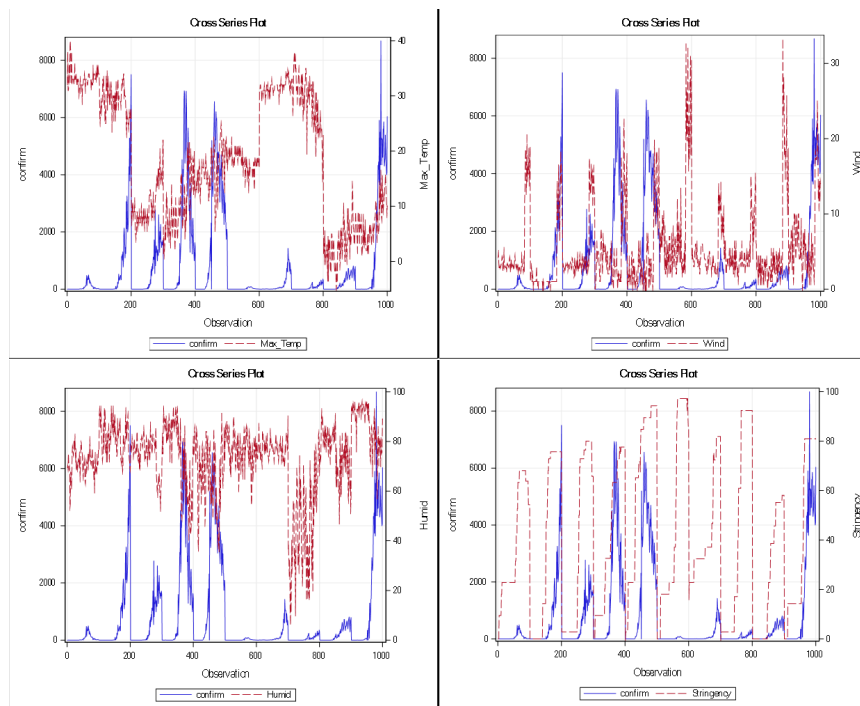 Cross Series Plot
confirm
8000
6000
4000
2000
0
40
30
20
10
0
Max_Temp
0 200 400 600 800 1000
Observation
confirm Max_Temp
Cross Series Plot
confirm
8000
6000
4000
2000
0
30
20
10
0
Wind
0 200 400 600 800 1000
Observation
confirm Wind
Cross Series Plot
confirm
8000
6000
4000
2000
0
100
80
60
40
20
0
Humid
0 200 400 600 800 1000
Observation
confirm Humid
Cross Series Plot
confirm
8000
6000
4000
2000
0
100
80
60
40
20
0
Stringency
0 200 400 600 800 1000
Observation
confirm Stringency